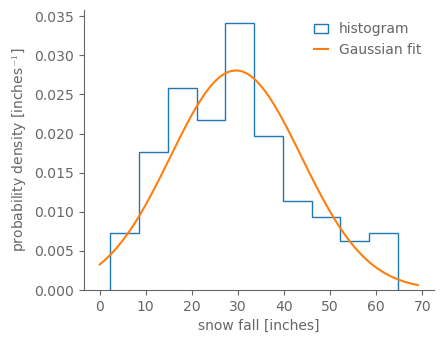 0.035
0.030
0.025
0.020
0.015
0.010
0.005
0.000
probability density [inches⁻¹]
histogram
Gaussian fit
0 10 20 30 40 50 60 70
snow fall [inches]